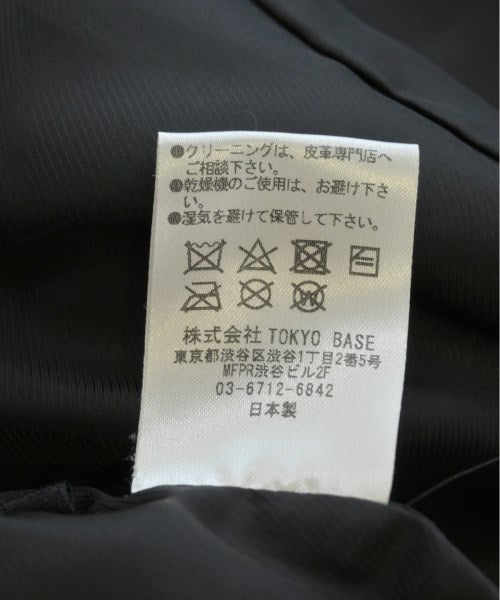 ●クリーニングは、皮革専門店へ
ご相談下さい。
●乾燥機のご使用は、お避け下さ
い。
●湿気を避けて保管して下さい。
W
株式会社 TOKYO BASE
東京都渋谷区渋谷1丁目2番5号
MFPR渋谷ビル2F
03-6712-6842
日本製